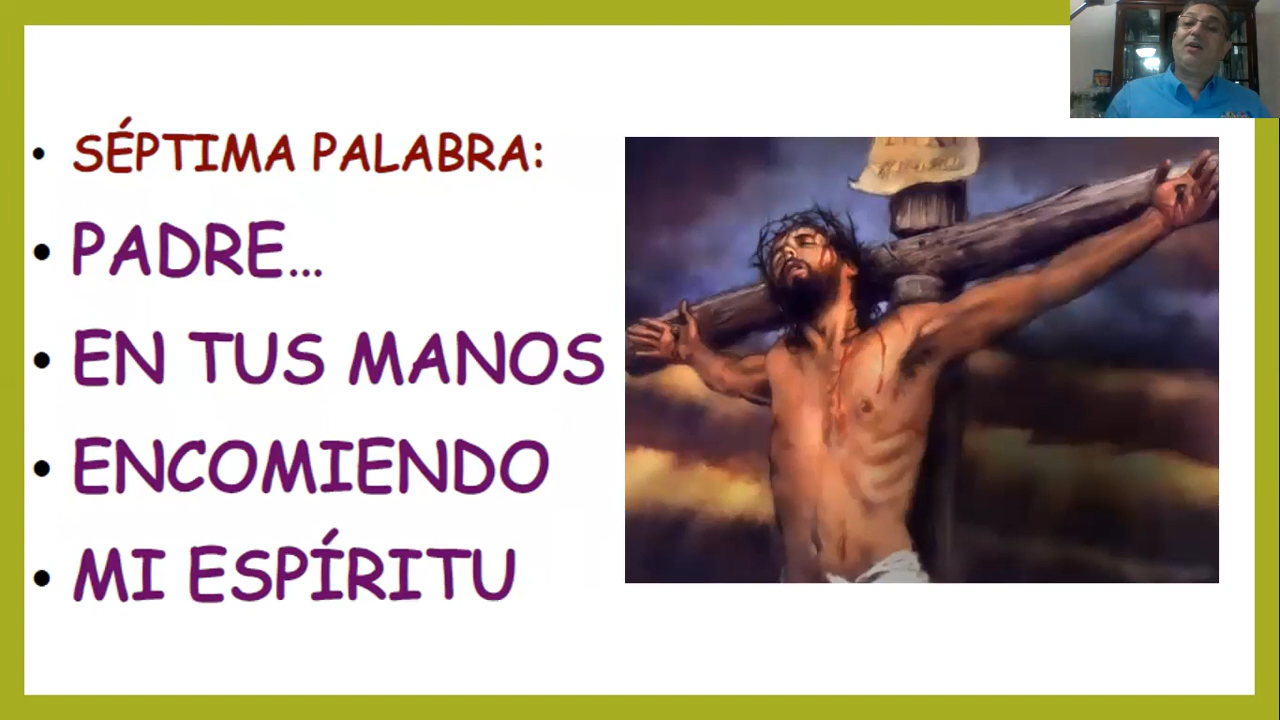 • SÉPTIMA PALABRA:
• PADRE...
• EN TUS MANOS
• ENCOMIENDO
• MI ESPÍRITU